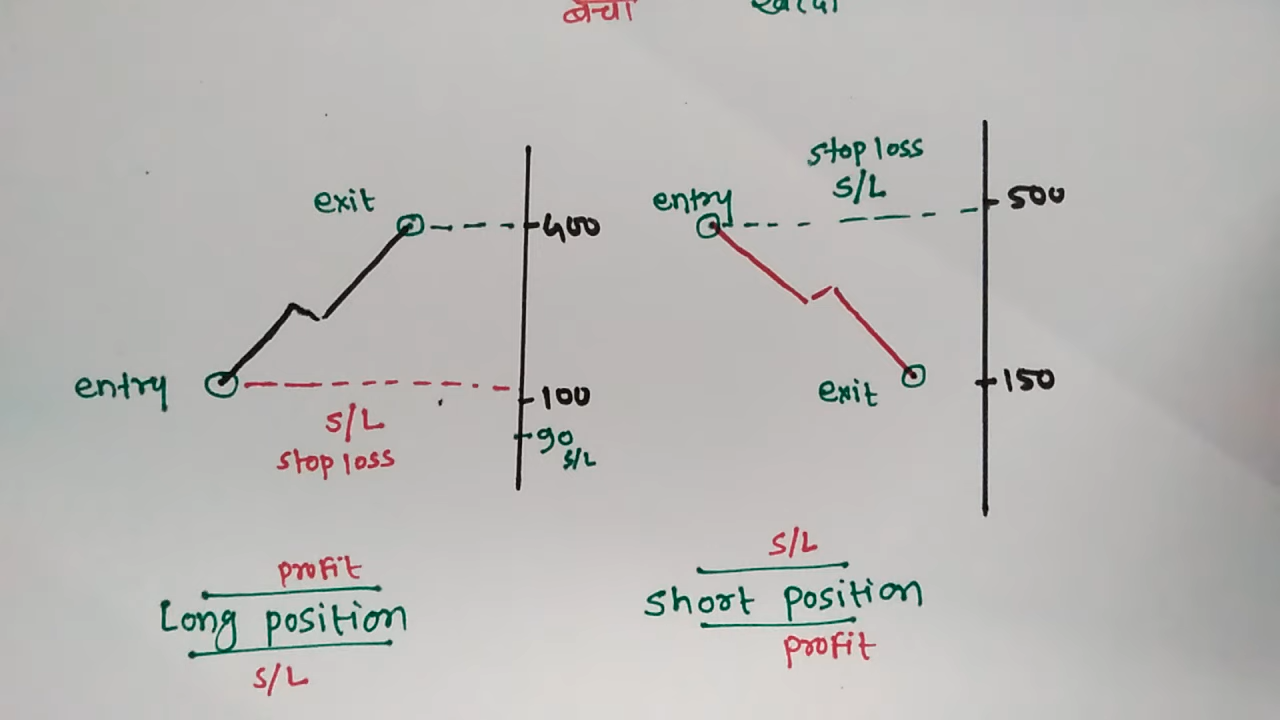 बेचा
exit
400
entry
100
S/L
stop loss
90
S/L
profit
Long position
S/L
stop loss
S/L
entry
500
exit
150
S/L
Short position
profit